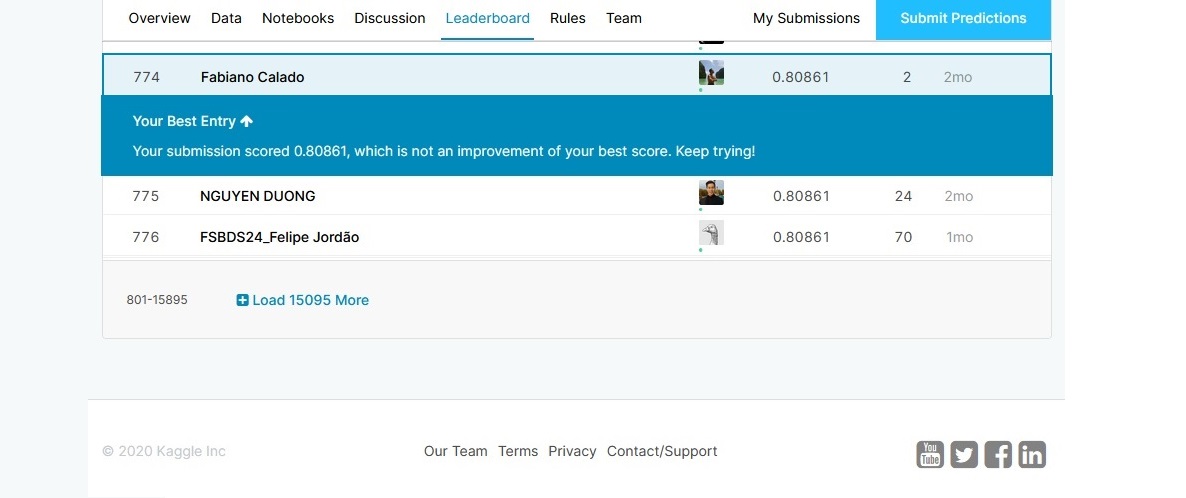 Overview Data Notebooks Discussion Leaderboard Rules Team My Submissions Submit Predictions
774 Fabiano Calado 0.80861 2 2mo
Your Best Entry
Your submission scored 0.80861, which is not an improvement of your best score. Keep trying!
775 NGUYEN DUONG 0.80861 24 2mo
776 FSBDS24_Felipe Jordão 0.80861 70 1mo
801-15895 Load 15095 More
© 2020 Kaggle Inc Our Team Terms Privacy Contact/Support You Tube in